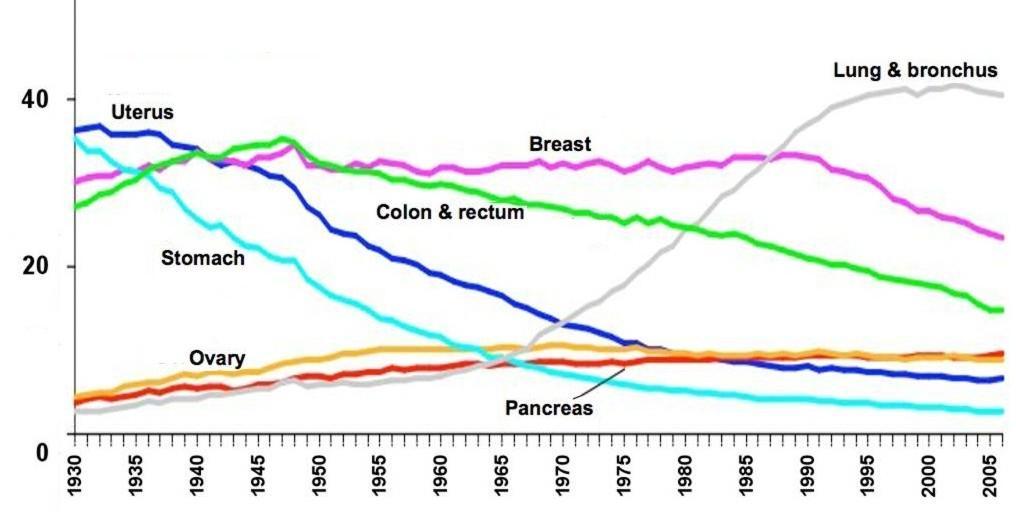 Lung & bronchus
40
Uterus
Breast
Colon & rectum
Stomach
20
Ovary
Pancreas
0
1930 1935 1940 1945 1950 1955 1960 1965 1970 1975 1980 1985 1990 1995 2000 2005